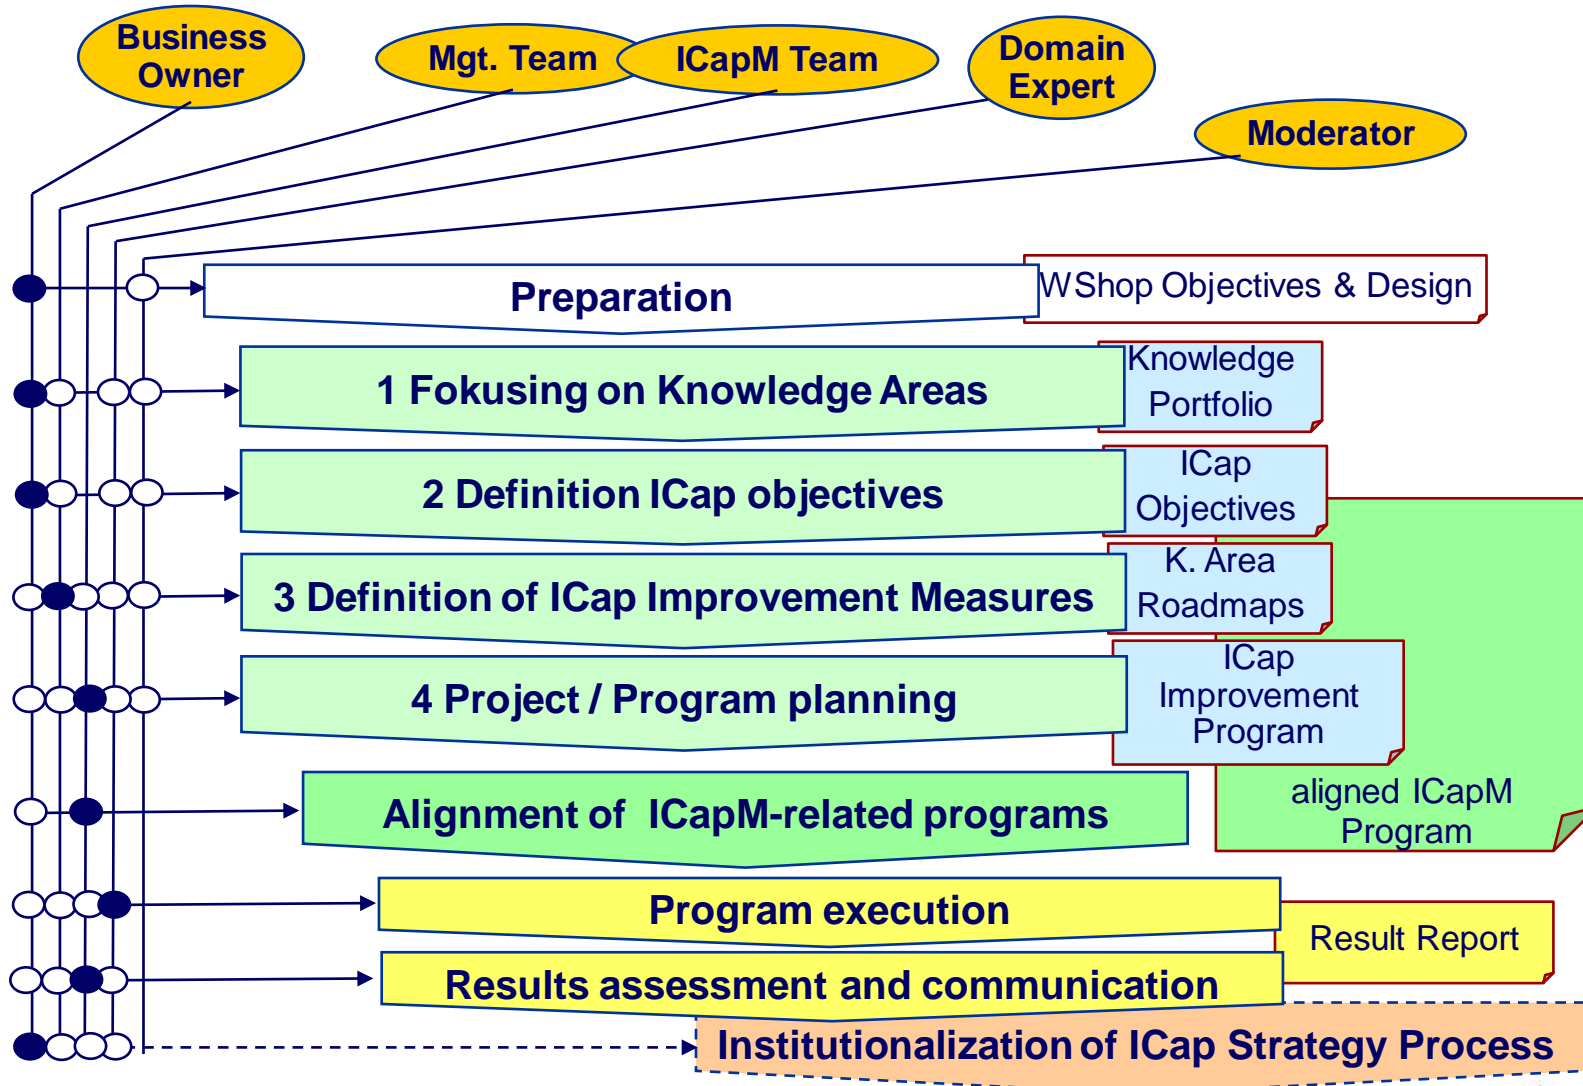 Business
Owner
Mgt. Team
ICapM Team
Domain
Expert
Moderator
Preparation
WShop Objectives & Design
1 Fokusing on Knowledge Areas
Knowledge
Portfolio
2 Definition ICap objectives
ICap
Objectives
3 Definition of ICap Improvement Measures
K. Area
Roadmaps
4 Project / Program planning
ICap
Improvement
Program
Alignment of ICapM-related programs
aligned ICapM
Program
Program execution
Result Report
Results assessment and communication
Institutionalization of ICap Strategy Process